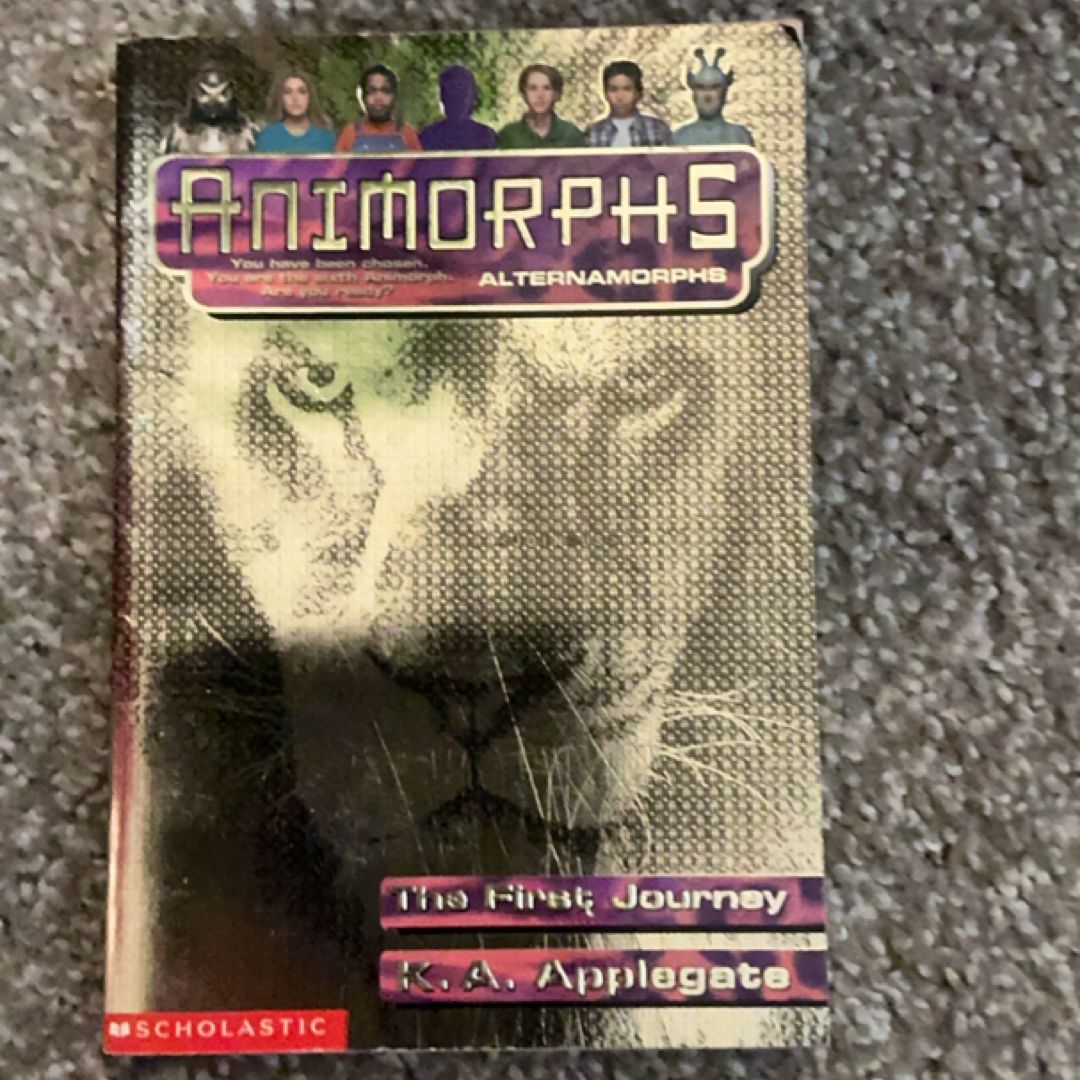 ANIMORPHS
You have been chosen.
You are the sixth Animorph.
Are you ready?
ALTERNAMORPHS
The First Journey
K.A. Applegate
SCHOLASTIC